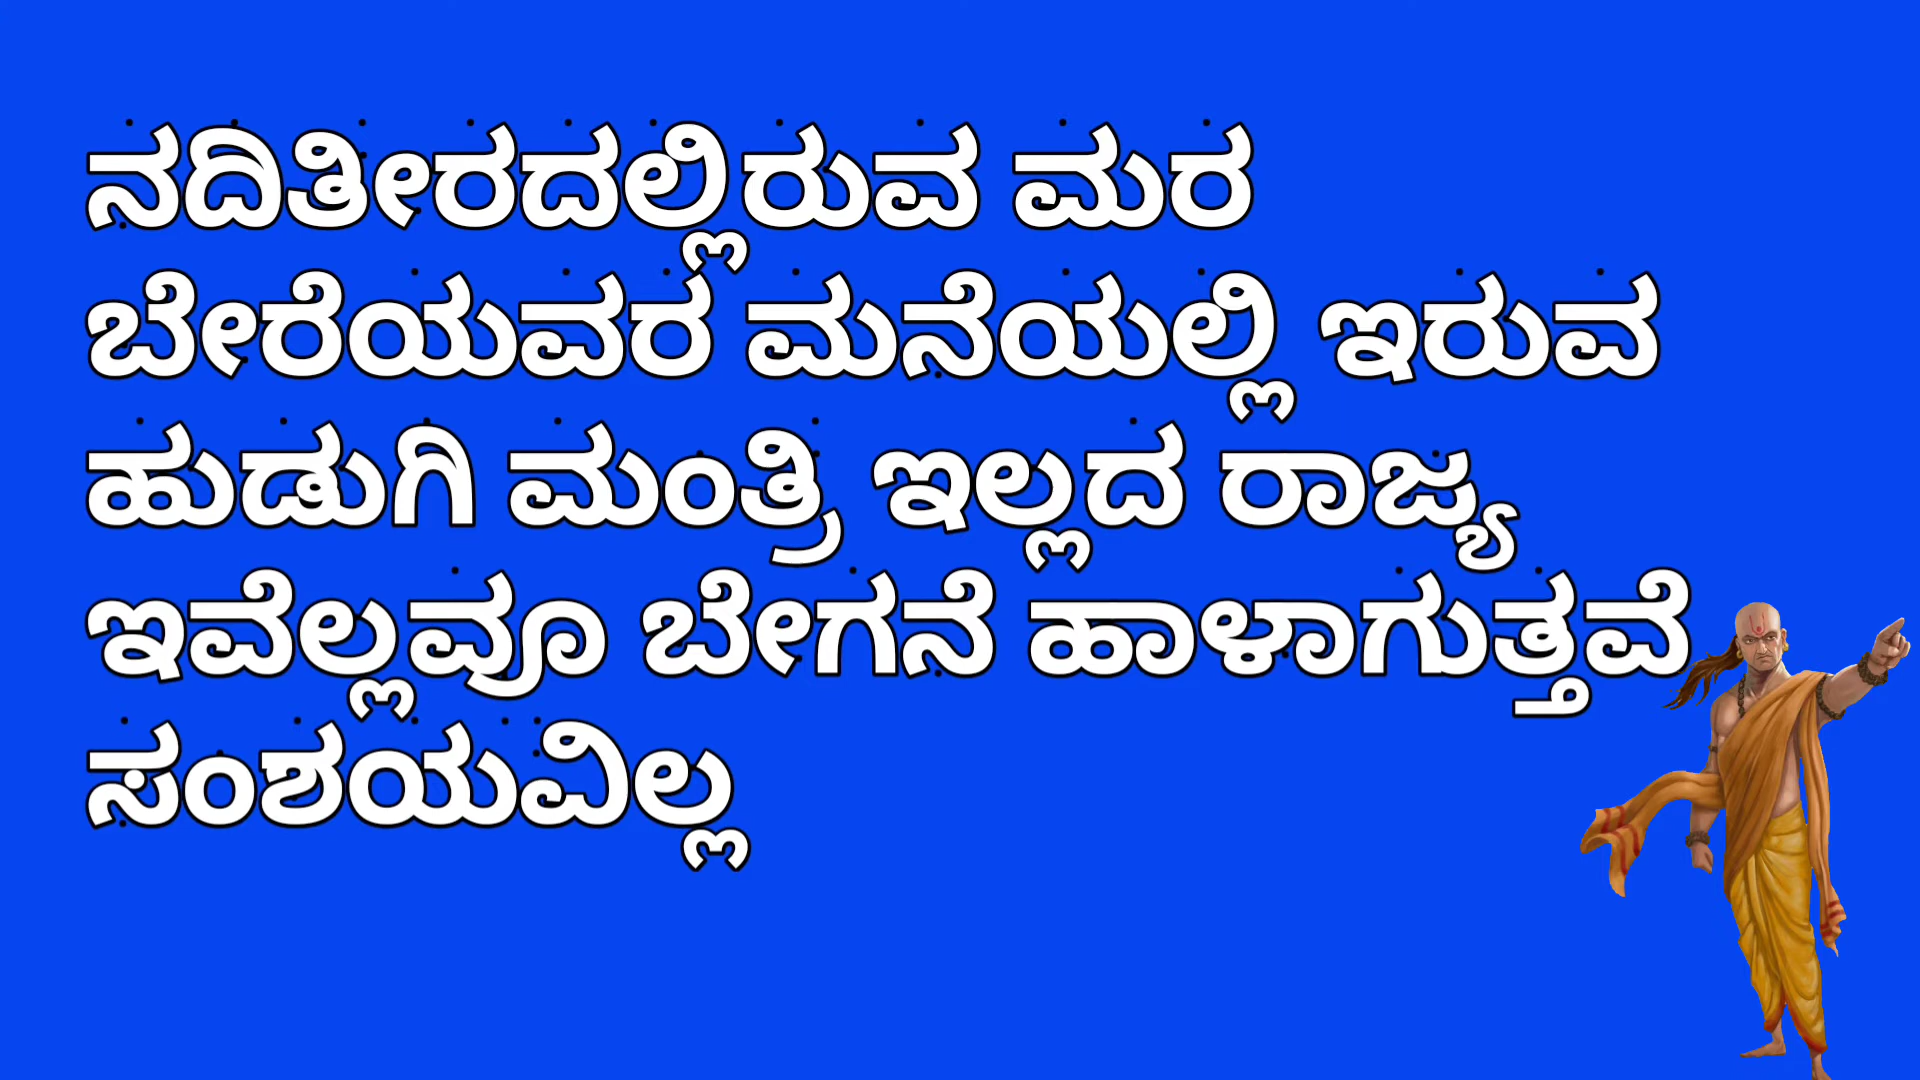 ನದಿತೀರದಲ್ಲಿರುವ ಮರ
ಬೇರೆಯವರ ಮನೆಯಲ್ಲಿ ಇರುವ
ಹುಡುಗಿ ಮಂತ್ರಿ ಇಲ್ಲದ ರಾಜ್ಯ
ಇವೆಲ್ಲವೂ ಬೇಗನೆ ಹಾಳಾಗುತ್ತವೆ
ಸಂಶಯವಿಲ್ಲ